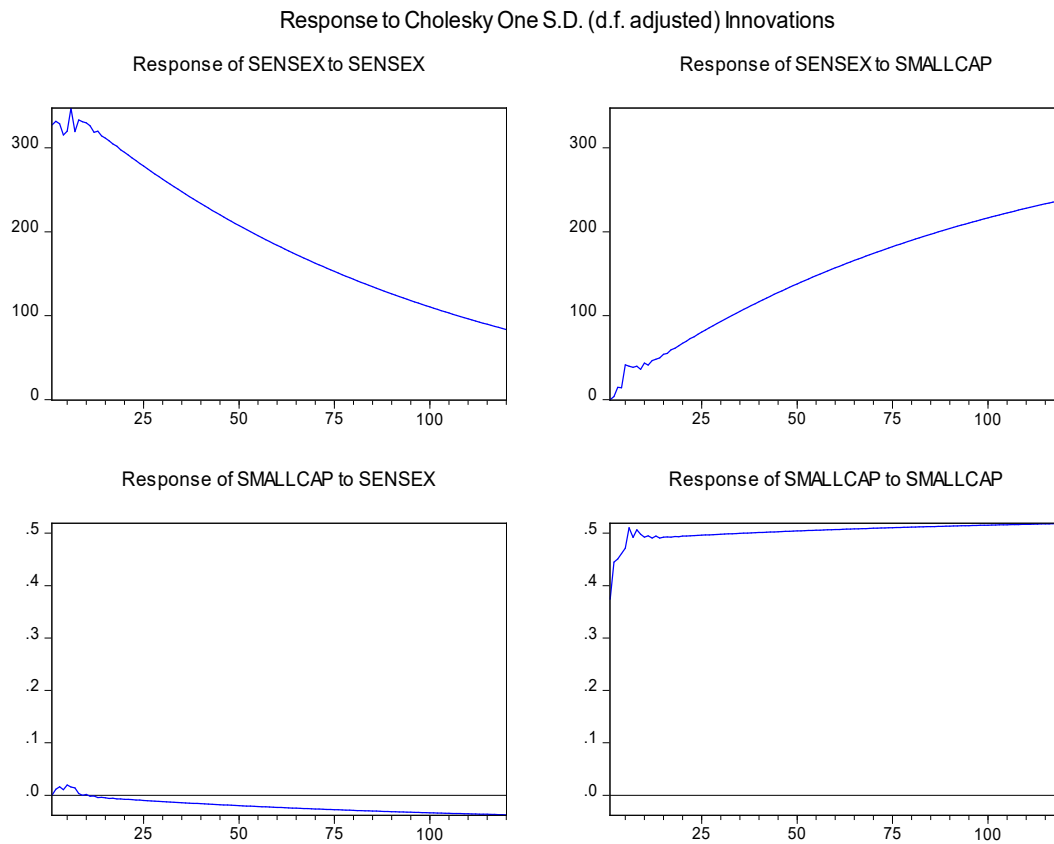 Response to Cholesky One S.D. (d.f. adjusted) Innovations
Response of SENSEX to SENSEX
300
200
100
0
25 50 75 100
Response of SENSEX to SMALLCAP
300
200
100
0
25 50 75 100
Response of SMALLCAP to SENSEX
.5
.4
.3
.2
.1
.0
25 50 75 100
Response of SMALLCAP to SMALLCAP
.5
.4
.3
.2
.1
.0
25 50 75 100